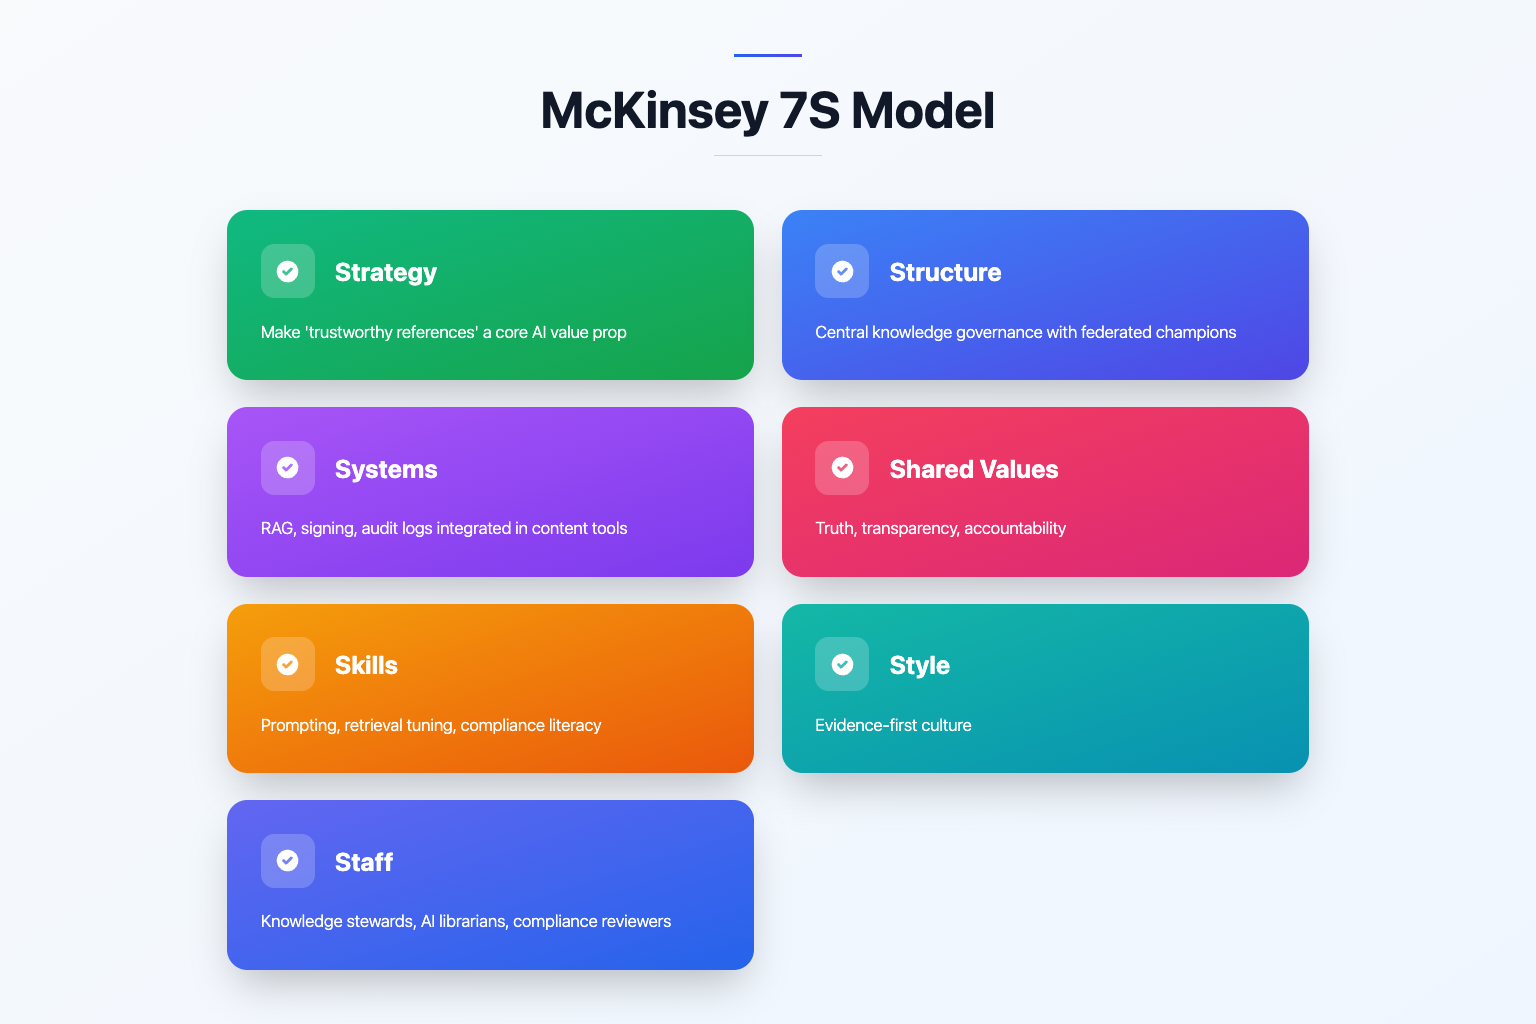 McKinsey 7S Model
Strategy
Make 'trustworthy references' a core AI value prop
Structure
Central knowledge governance with federated champions
Systems
RAG, signing, audit logs integrated in content tools
Shared Values
Truth, transparency, accountability
Skills
Prompting, retrieval tuning, compliance literacy
Style
Evidence-first culture
Staff
Knowledge stewards, AI librarians, compliance reviewers